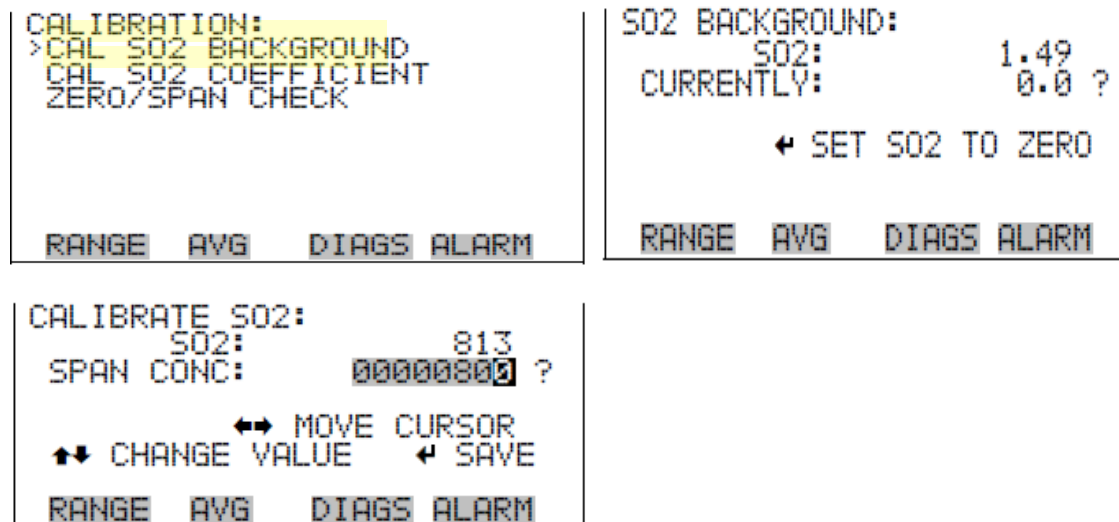 CALIBRATION:
>CAL SO2 BACKGROUND
CAL SO2 COEFFICIENT
ZERO/SPAN CHECK
RANGE AVG DIAGS ALARM
SO2 BACKGROUND:
SO2: 1.49
CURRENTLY: 0.0 ?
↵ SET SO2 TO ZERO
RANGE AVG DIAGS ALARM
CALIBRATE SO2:
SO2: 813
SPAN CONC: 00000800 ?
←→ MOVE CURSOR
↑↓ CHANGE VALUE ↵ SAVE
RANGE AVG DIAGS ALARM